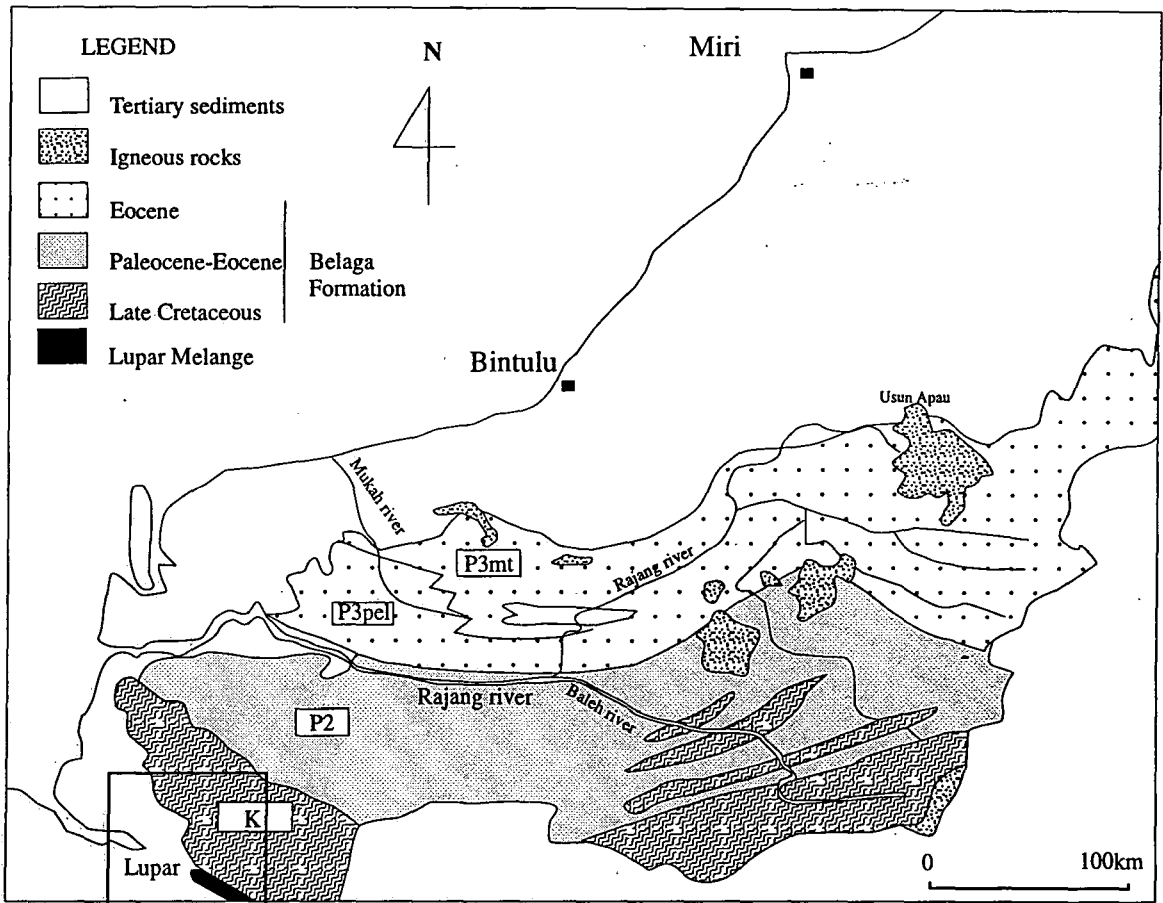 LEGEND
Tertiary sediments
Igneous rocks
Eocene
Paleocene-Eocene
Late Cretaceous
Lupar Melange
Belaga
Formation
N
Miri
Bintulu
Usun Apau
Mukah river
P3mt
Rajang river
P3pel
Rajang river
Baleh river
P2
K
Lupar
0
100km